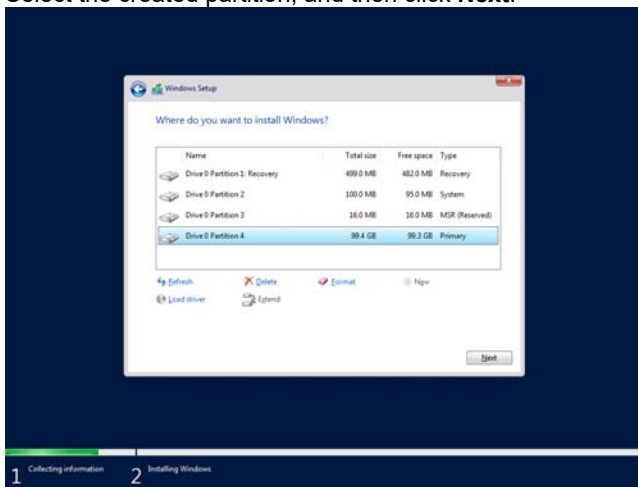 Select the created partition, and then click Next.
Windows Setup
Where do you want to install Windows?
Name Total size Free space Type
Drive 0 Partition 1: Recovery 499.0 MB 482.0 MB Recovery
Drive 0 Partition 2 100.0 MB 95.0 MB System
Drive 0 Partition 3 16.0 MB 16.0 MB MSR (Reserved)
Drive 0 Partition 4 99.4 GB 99.3 GB Primary
Refresh Delete Format New
Load driver Extend
Next
1 Collecting information 2 Installing Windows